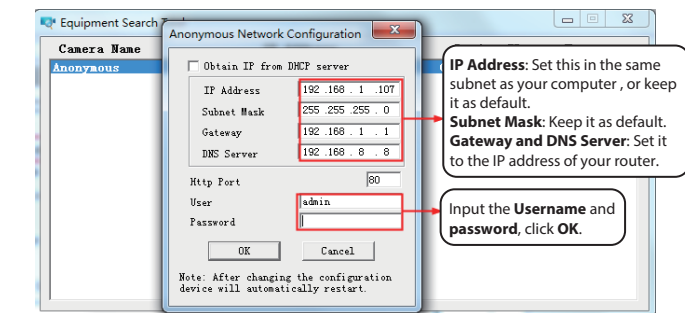 Equipment Search T
Anonymous Network
Configuration
Camera Name
Anonymous
Obtain IP from DHCP server
IP Address 192 .168 . 1 .107
Subnet Mask 255 .255 .255 . 0
Gateway 192 .168 . 1 . 1
DNS Server 192 .168 . 8 . 8
Http Port 80
User admin
Password
OK Cancel
Note: After changing the configuration
device will automatically restart.
IP Address: Set this in the same
subnet as your computer , or keep
it as default.
Subnet Mask: Keep it as default.
Gateway and DNS Server: Set it
to the IP address of your router.
Input the Username and
password, click OK.